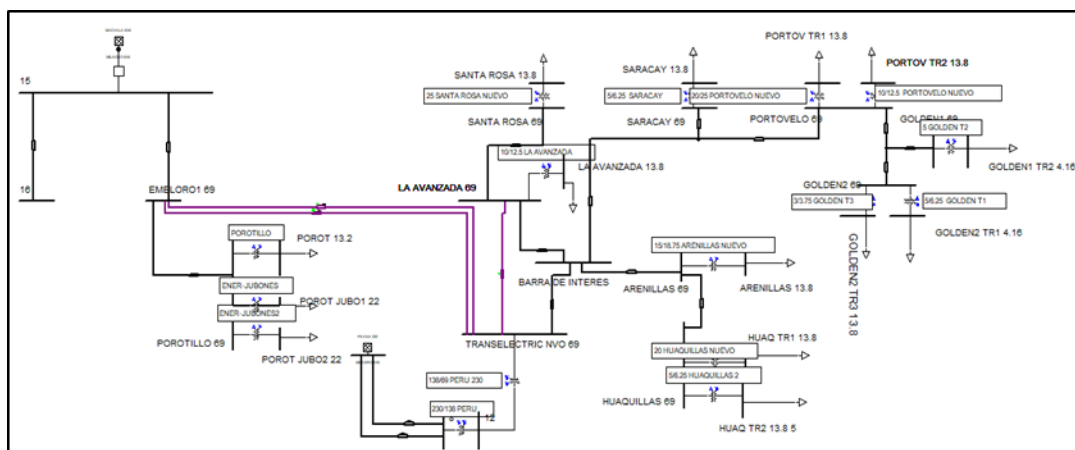 15
16
EMELORO1 69
POROTILLO
POROT 13.2
ENER-JUBONES
POROT JUBO1 22
ENER-JUBONES2
POROTILLO 69
POROT JUBO2 22
SANTA ROSA 13.8
25 SANTA ROSA NUEVO
SANTA ROSA 69
10/12.5 LA AVANZADA
LA AVANZADA 13.8
LA AVANZADA 69
BARRA DE INTERES
TRANSELECTRIC NVO 69
138/69 PERU 230
230/138 PERU
12
SARACAY 13.8
5/6.25 SARACAY
SARACAY 69
PORTOV TR1 13.8
20/25 PORTOVELO NUEVO
PORTOVELO 69
PORTOV TR2 13.8
10/12.5 PORTOVELO NUEVO
GOLDEN1 69
5 GOLDEN T2
GOLDEN1 TR2 4.16
GOLDEN2 69
3/3.75 GOLDEN T3
5/6.25 GOLDEN T1
GOLDEN2 TR1 4.16
GOLDEN2 TR3 13.8
15/18.75 ARENILLAS NUEVO
ARENILLAS 69
ARENILLAS 13.8
HUAQ TR1 13.8
20 HUAQUILLAS NUEVO
5/6.25 HUAQUILLAS 2
HUAQUILLAS 69
HUAQ TR2 13.8 5